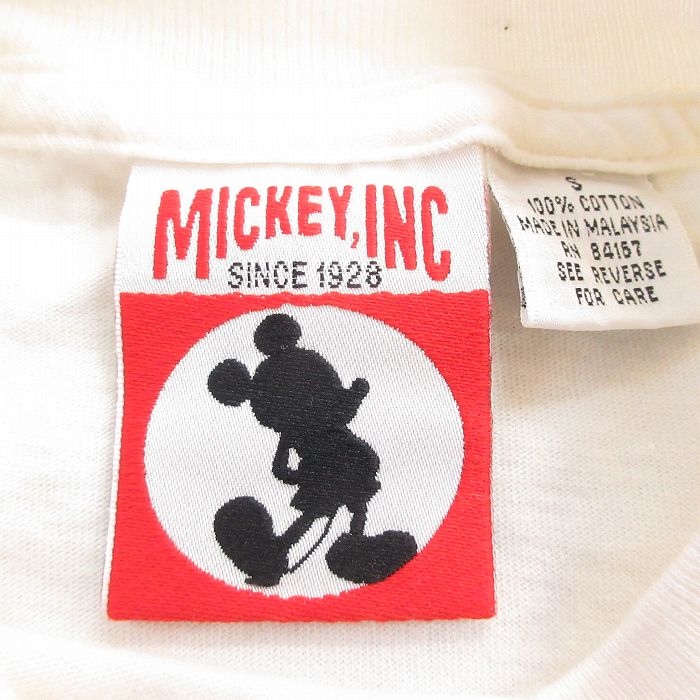 MICKEY, INC
SINCE 1928
S
100% COTTON
MADE IN MALAYSIA
RN 84167
SEE REVERSE
FOR CARE